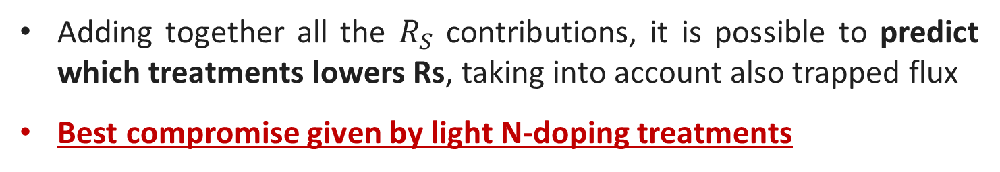 • Adding together all the R_S contributions, it is possible to predict
which treatments lowers Rs, taking into account also trapped flux
• Best compromise given by light N-doping treatments